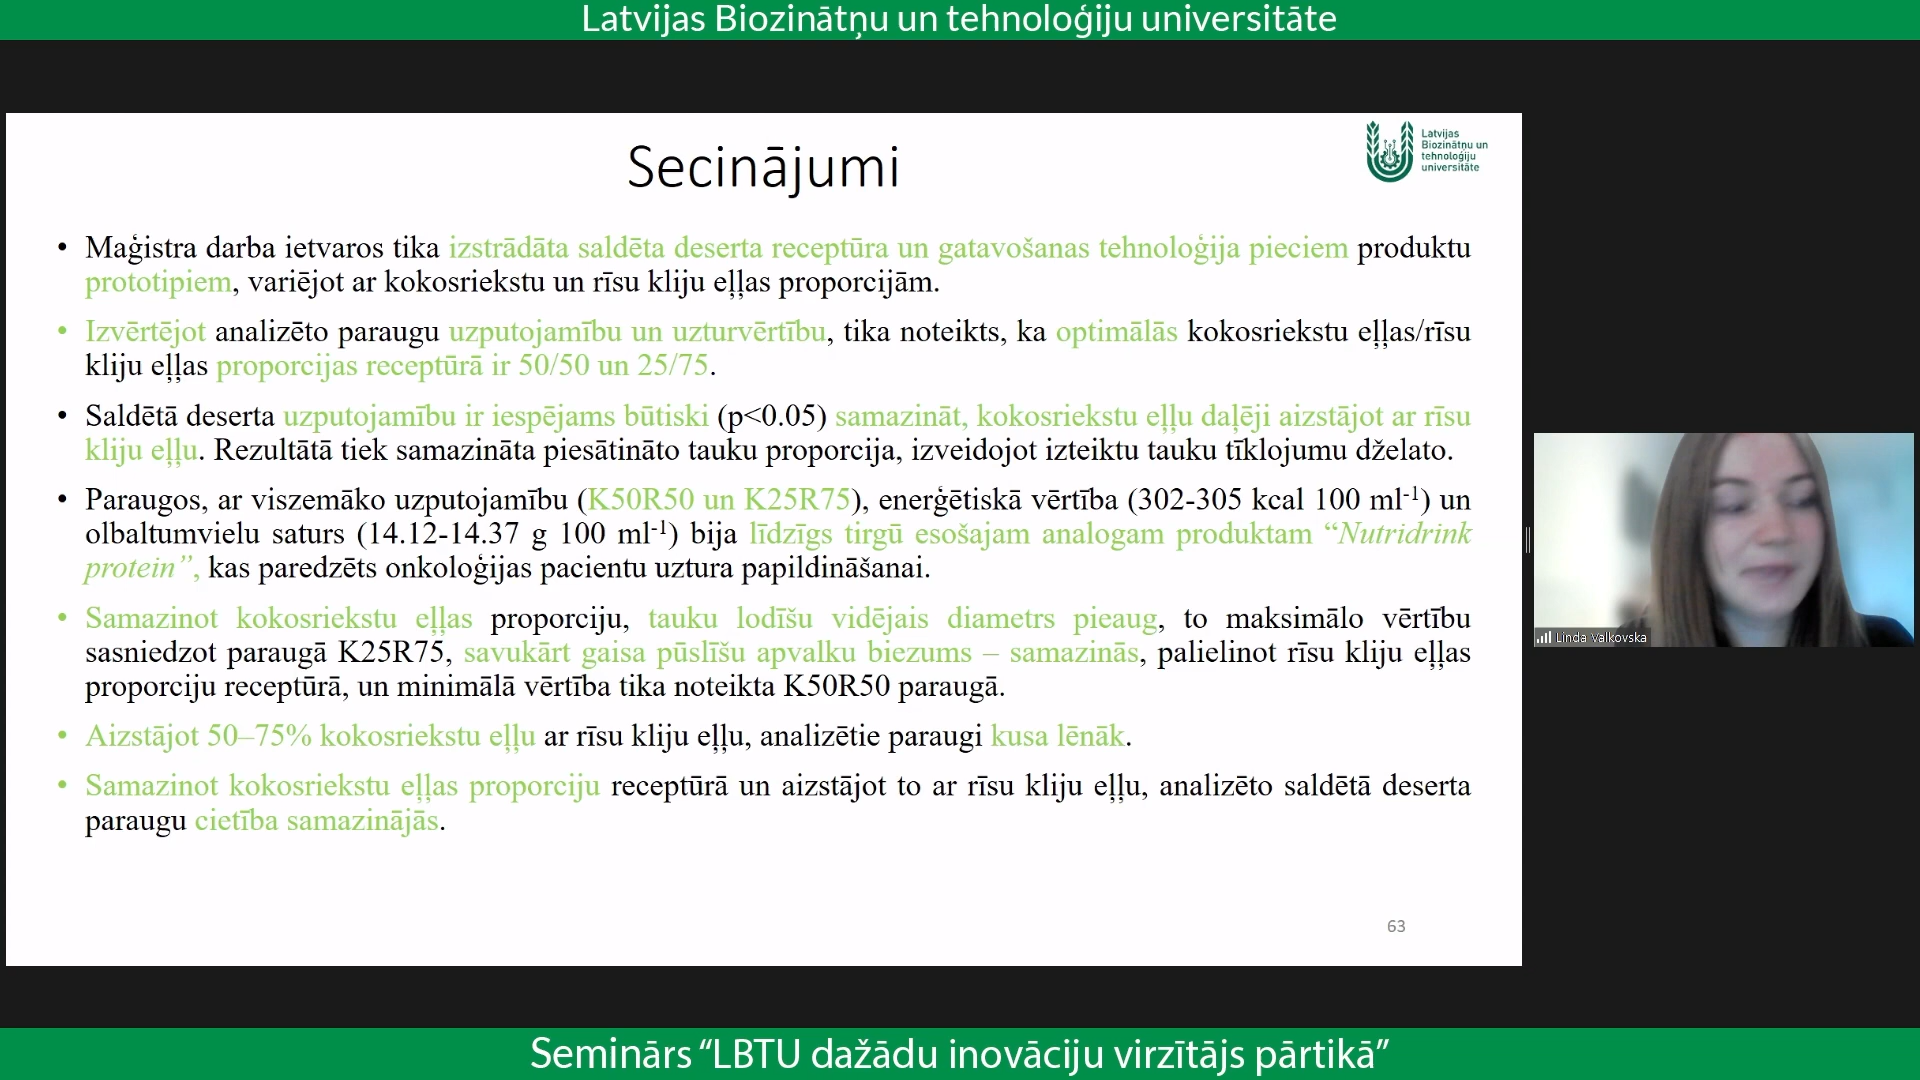 Latvijas Biozinātņu un tehnoloģiju universitāte
Latvijas
Biozinātņu un
tehnoloģiju
universitāte
Secinājumi
• Maģistra darba ietvaros tika izstrādāta saldēta deserta receptūra un gatavošanas tehnoloģija pieciem produktu
prototipiem, variējot ar kokosriekstu un rīsu kliju eļļas proporcijām.
• Izvērtējot analizēto paraugu uzputojamību un uzturvērtību, tika noteikts, ka optimālās kokosriekstu eļļas/rīsu
kliju eļļas proporcijas receptūrā ir 50/50 un 25/75.
• Saldētā deserta uzputojamību ir iespējams būtiski (p<0.05) samazināt, kokosriekstu eļļu daļēji aizstājot ar rīsu
kliju eļļu. Rezultātā tiek samazināta piesātināto tauku proporcija, izveidojot izteiktu tauku tīklojumu dželato.
• Paraugos, ar viszemāko uzputojamību (K50R50 un K25R75), enerģētiskā vērtība (302-305 kcal 100 ml⁻¹) un
olbaltumvielu saturs (14.12-14.37 g 100 ml⁻¹) bija līdzīgs tirgū esošajam analogam produktam “Nutridrink
protein”, kas paredzēts onkoloģijas pacientu uztura papildināšanai.
• Samazinot kokosriekstu eļļas proporciju, tauku lodīšu vidējais diametrs pieaug, to maksimālo vērtību
sasniedzot paraugā K25R75, savukārt gaisa pūslīšu apvalku biezums – samazinās, palielinot rīsu kliju eļļas
proporciju receptūrā, un minimālā vērtība tika noteikta K50R50 paraugā.
• Aizstājot 50–75% kokosriekstu eļļu ar rīsu kliju eļļu, analizētie paraugi kusa lēnāk.
• Samazinot kokosriekstu eļļas proporciju receptūrā un aizstājot to ar rīsu kliju eļļu, analizēto saldētā deserta
paraugu cietība samazinājās.
63
Linda Valkovska
Seminārs “LBTU dažādu inovāciju virzītājs pārtikā”